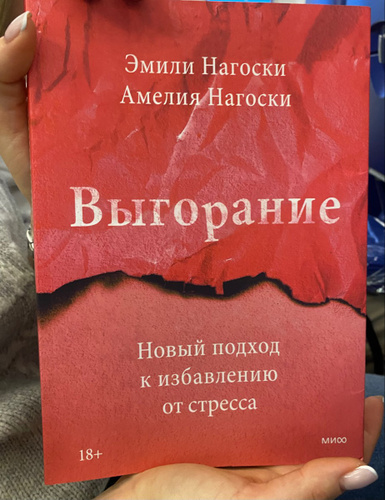 Эмили Нагоски
Амелия Нагоски
Выгорание
Новый подход
к избавлению
от стресса
18+
МИФ